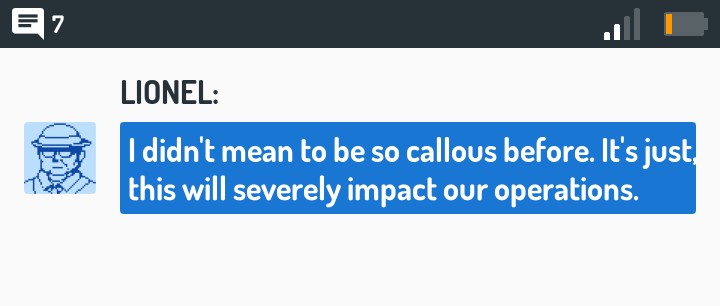 7
LIONEL:
I didn't mean to be so callous before. It's just,
this will severely impact our operations.